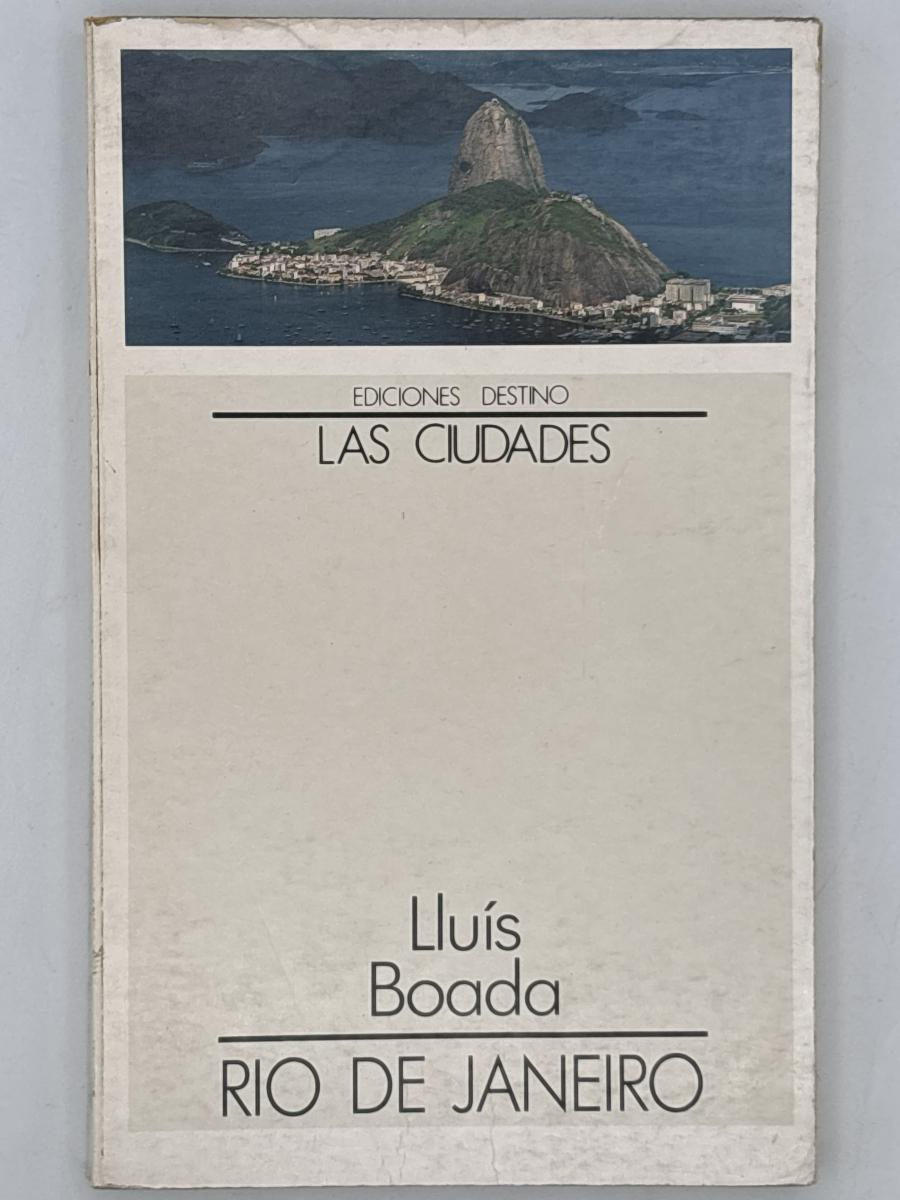 EDICIONES DESTINO
LAS CIUDADES
Lluís
Boada
RIO DE JANEIRO